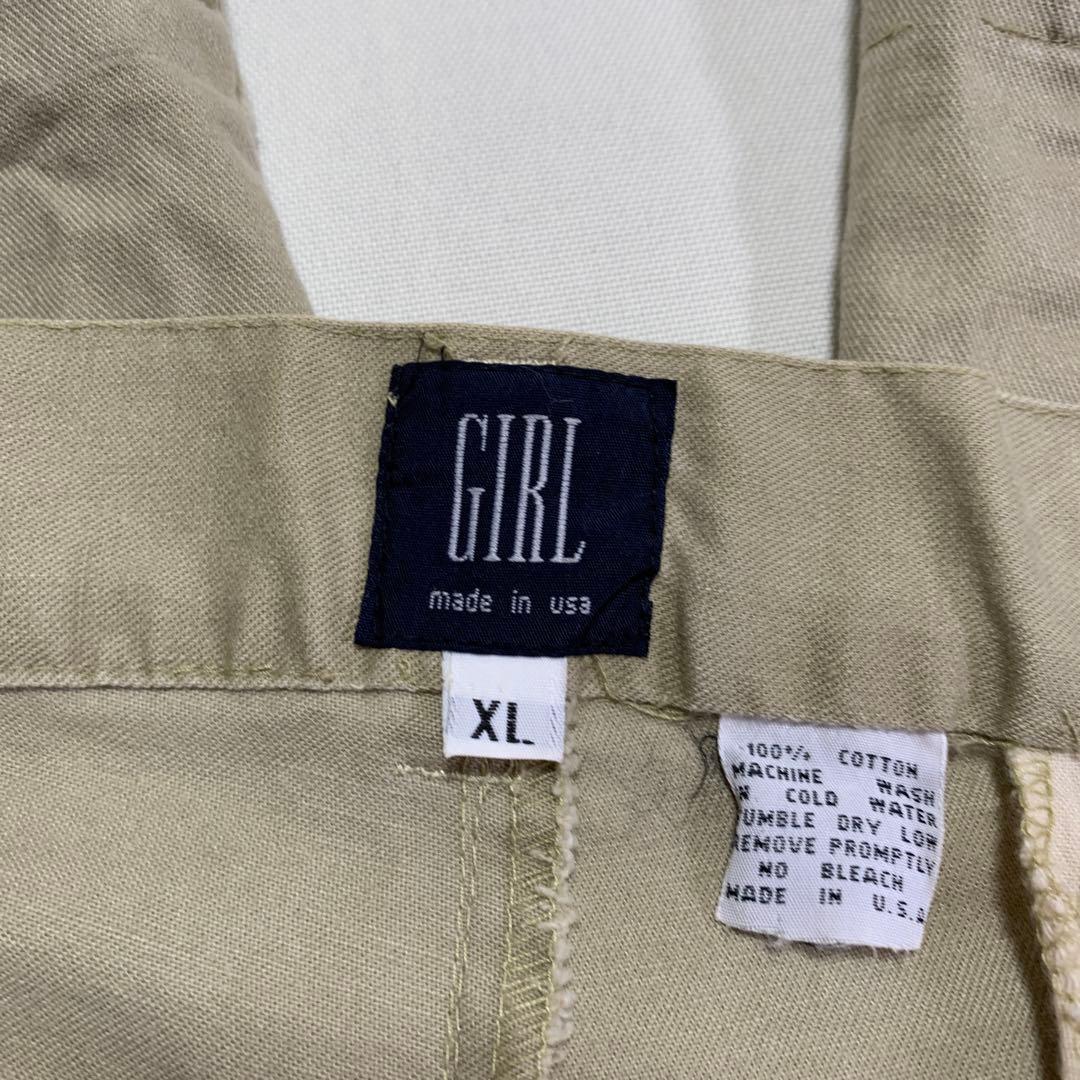 GIRL
made in usa
XL
100% COTTON
MACHINE WASH
IN COLD WATER
TUMBLE DRY LOW
REMOVE PROMPTLY
NO BLEACH
MADE IN U.S.A